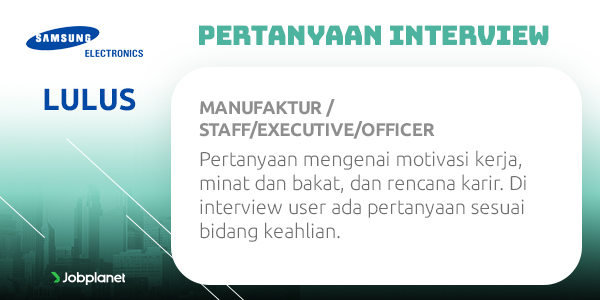 SAMSUNG
ELECTRONICS
PERTANYAAN INTERVIEW
LULUS
MANUFAKTUR /
STAFF/EXECUTIVE/OFFICER
Pertanyaan mengenai motivasi kerja,
minat dan bakat, dan rencana karir. Di
interview user ada pertanyaan sesuai
bidang keahlian.
Jobplanet